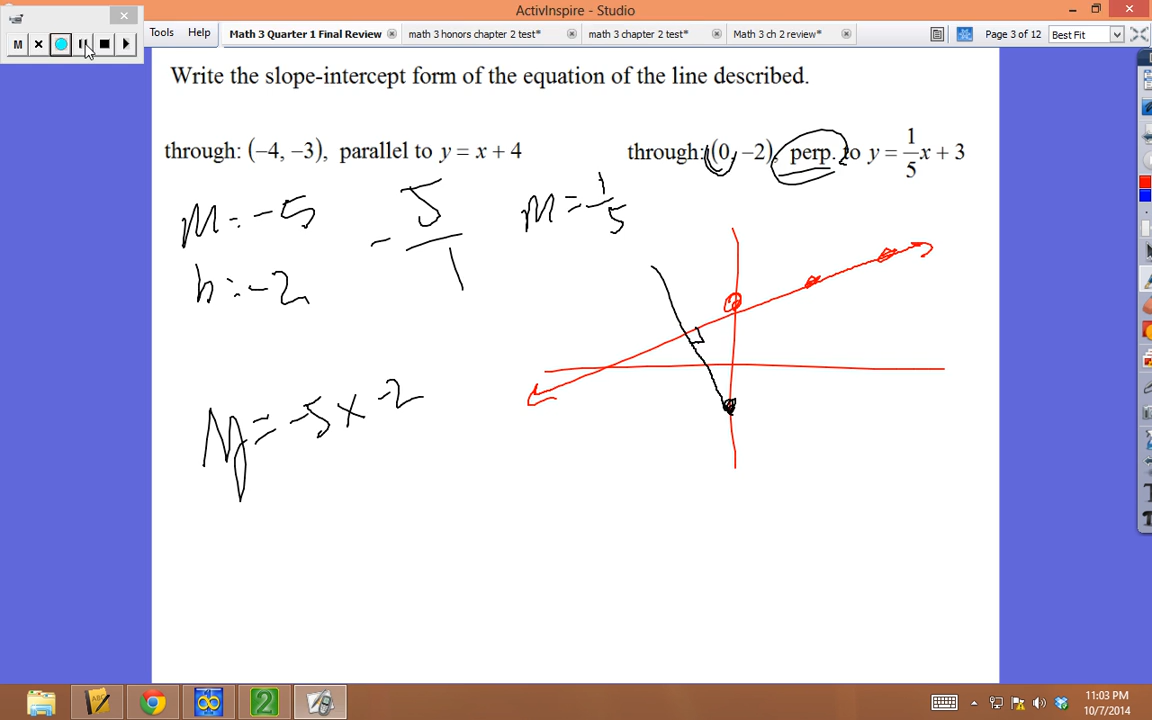 ActivInspire - Studio
M
Tools Help Math 3 Quarter 1 Final Review math 3 honors chapter 2 test* math 3 chapter 2 test* Math 3 ch 2 review* Page 3 of 12 Best Fit
Write the slope-intercept form of the equation of the line described.
through: (−4, −3), parallel to y = x + 4
through: (0, −2), perp. to y = 1/5 x + 3
m = -5
- 5/1
m = 1/5
b = -2
y = -5x -2
2
11:03 PM
10/7/2014